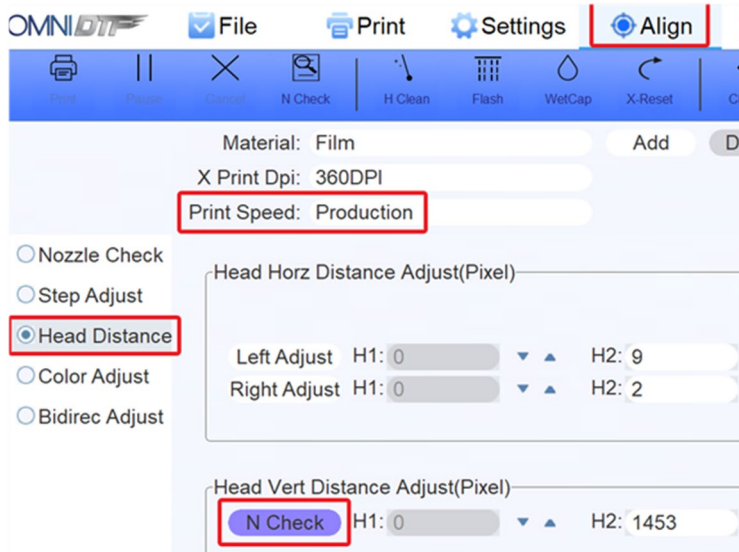 OMNIDTF File Print Settings Align
Print Pause Cancel N Check H Clean Flash WetCap X-Reset C
Material: Film Add D
X Print Dpi: 360DPI
Print Speed: Production
Nozzle Check
Step Adjust
Head Distance
Color Adjust
Bidirec Adjust
Head Horz Distance Adjust(Pixel)
Left Adjust H1: 0 H2: 9
Right Adjust H1: 0 H2: 2
Head Vert Distance Adjust(Pixel)
N Check H1: 0 H2: 1453